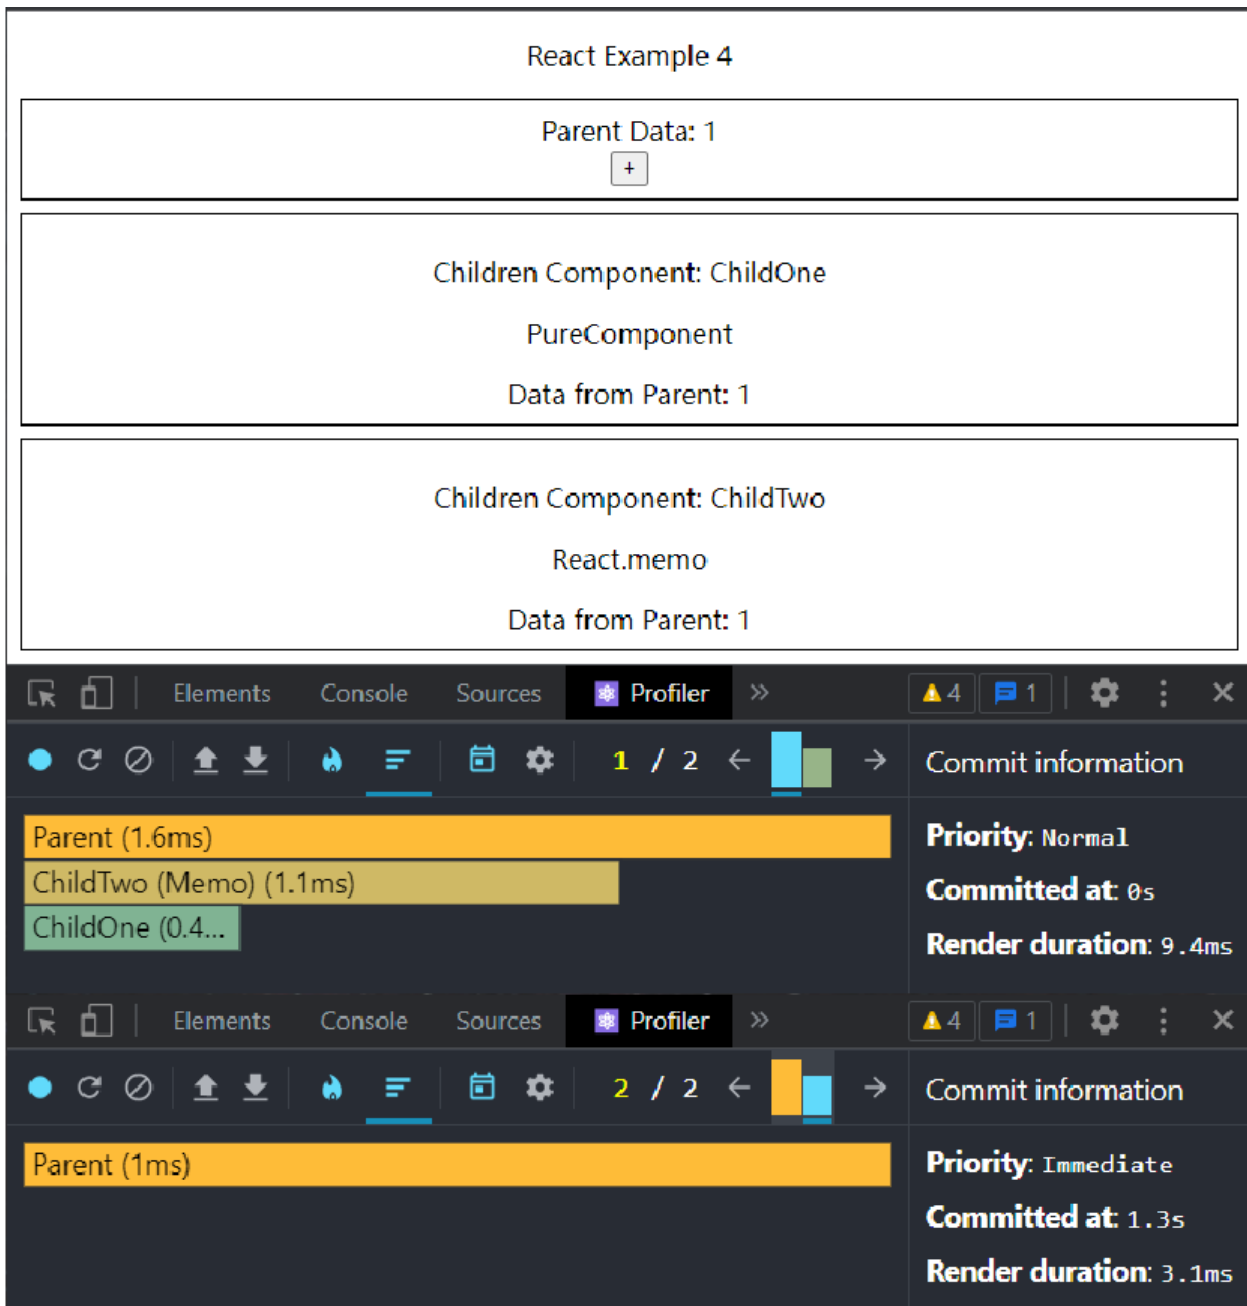 React Example 4
Parent Data: 1
+
Children Component: ChildOne
PureComponent
Data from Parent: 1
Children Component: ChildTwo
React.memo
Data from Parent: 1
Elements Console Sources Profiler » 4 1
1 / 2 Commit information
Parent (1.6ms)
ChildTwo (Memo) (1.1ms)
ChildOne (0.4...
Priority: Normal
Committed at: 0s
Render duration: 9.4ms
Elements Console Sources Profiler » 4 1
2 / 2 Commit information
Parent (1ms)
Priority: Immediate
Committed at: 1.3s
Render duration: 3.1ms